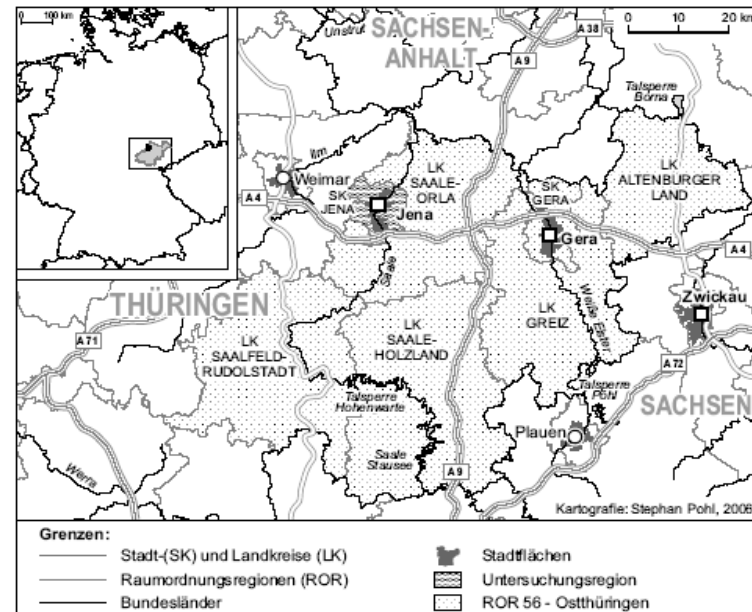 0 100 km
SACHSEN-
ANHALT
Unstrut
A 38
0 10 20 km
A 9
Talsperre
Borna
Ilm
Weimar
LK
SAALE-
ORLA
LK
ALTENBURGER
LAND
SK
GERA
A 4
SK
JENA
Jena
Gera
A 4
Saale
THÜRINGEN
Weiße Elster
Zwickau
LK
SAALE-
HOLZLAND
LK
GREIZ
A 71
LK
SAALFELD-
RUDOLSTADT
A 72
Talsperre
Hohenwarte
Talsperre
Pöhl
SACHSEN
Plauen
Saale
Stausee
Werra
A 9
Kartografie: Stephan Pohl, 2006
Grenzen:
Stadt-(SK) und Landkreise (LK)
Raumordnungsregionen (ROR)
Bundesländer
Stadtflächen
Untersuchungsregion
ROR 56 - Ostthüringen